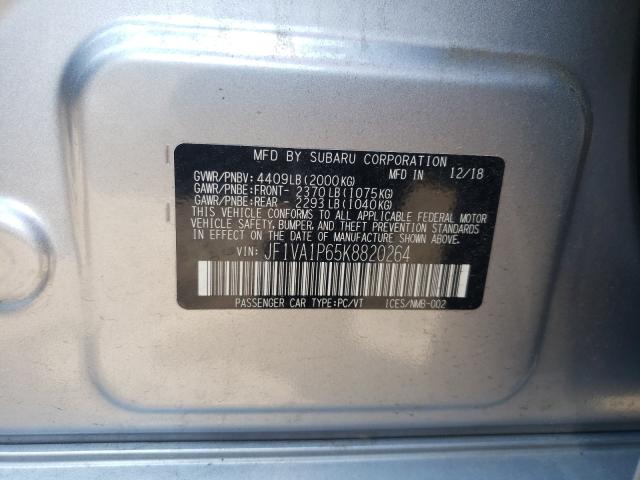 MFD BY SUBARU CORPORATION
GVWR/PNBV: 4409LB(2000KG) MFD IN 12/18
GAWR/PNBE:FRONT- 2370LB(1075KG)
GAWR/PNBE:REAR - 2293LB(1040KG)
THIS VEHICLE CONFORMS TO ALL APPLICABLE FEDERAL MOTOR
VEHICLE SAFETY, BUMPER, AND THEFT PREVENTION STANDARDS
IN EFFECT ON THE DATE OF MANUFACTURE SHOWN ABOVE.
VIN: JF1VA1P65K8820264
PASSENGER CAR TYPE:PC/VT ICES/NMB-002